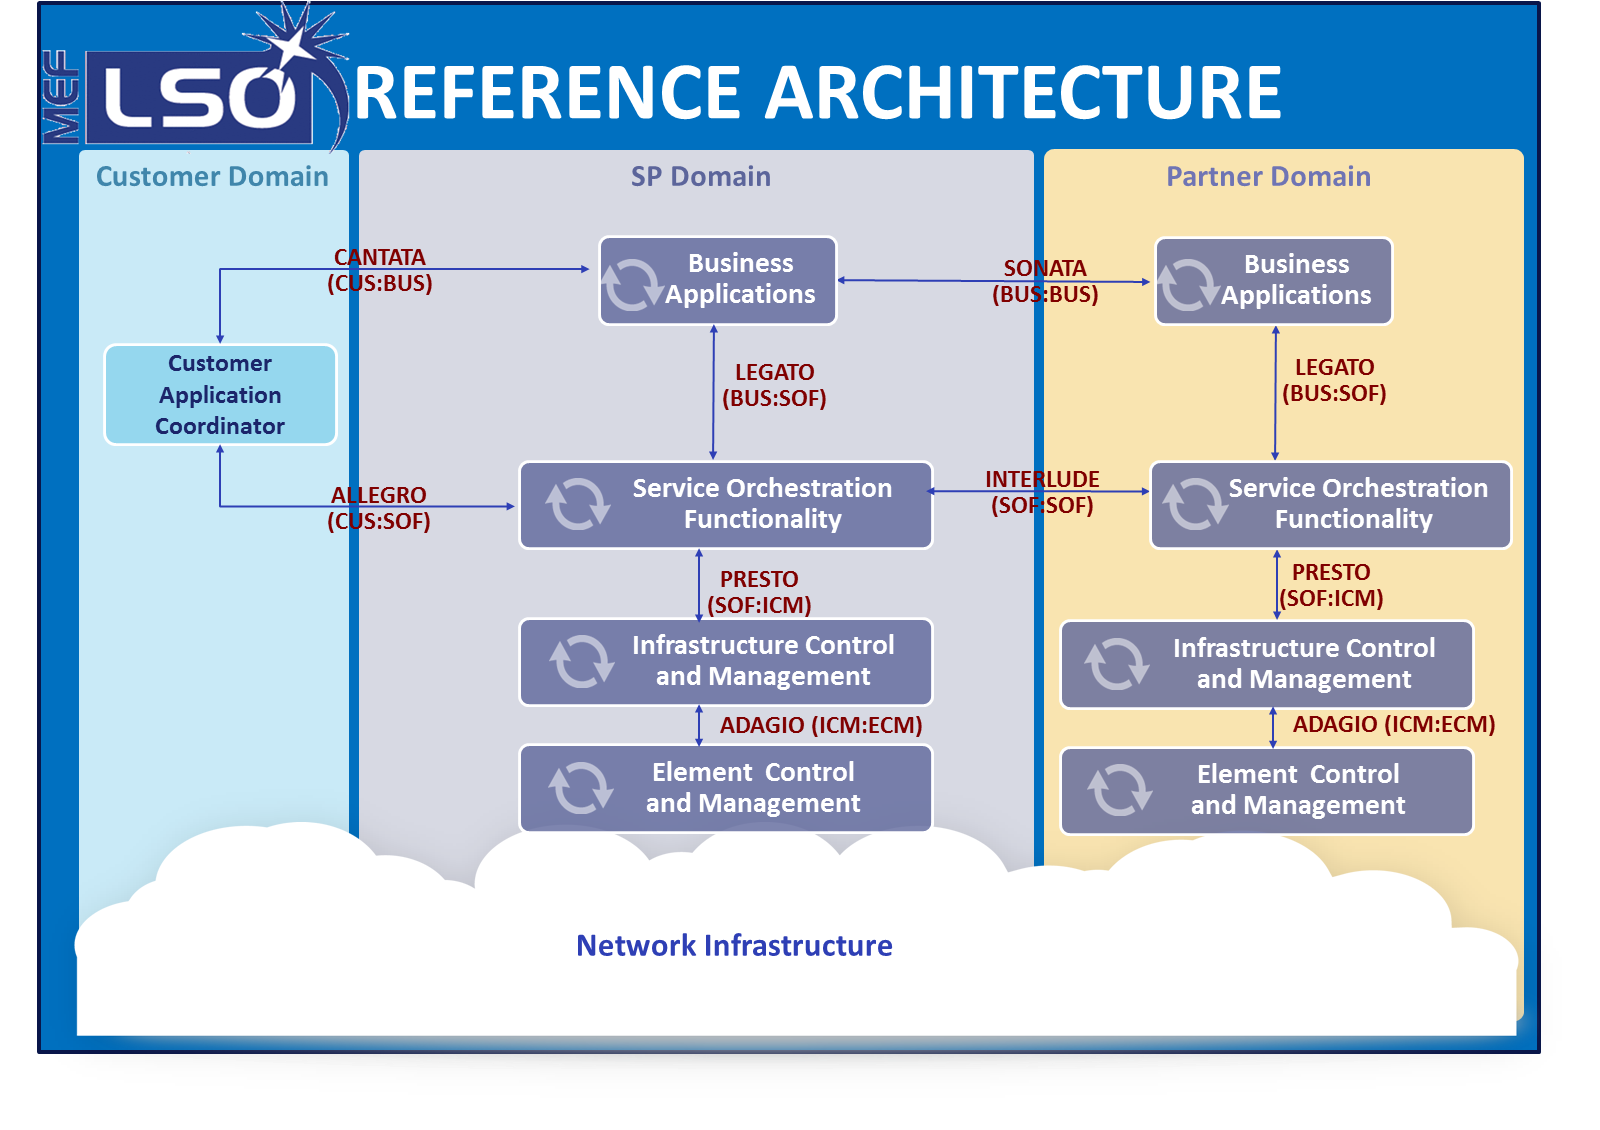 MEF
LSO
REFERENCE ARCHITECTURE
Customer Domain
SP Domain
Partner Domain
CANTATA
(CUS:BUS)
Business
Applications
SONATA
(BUS:BUS)
Business
Applications
Customer
Application
Coordinator
LEGATO
(BUS:SOF)
LEGATO
(BUS:SOF)
ALLEGRO
(CUS:SOF)
Service Orchestration
Functionality
INTERLUDE
(SOF:SOF)
Service Orchestration
Functionality
PRESTO
(SOF:ICM)
PRESTO
(SOF:ICM)
Infrastructure Control
and Management
Infrastructure Control
and Management
ADAGIO (ICM:ECM)
ADAGIO (ICM:ECM)
Element  Control
and Management
Element  Control
and Management
Network Infrastructure